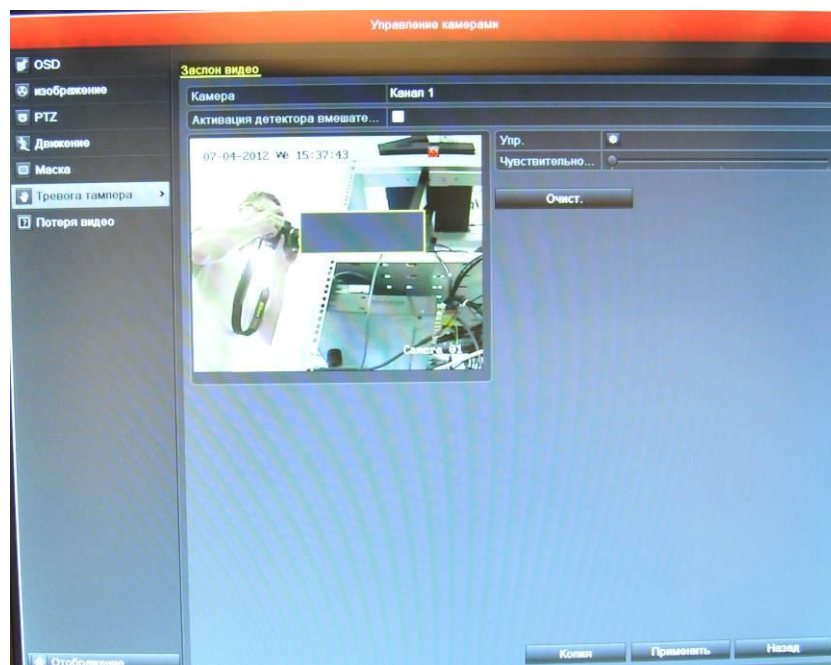 Управление камерами
OSD
изображение
PTZ
Движение
Маска
Тревога тампера
Потеря видео
Заслон видео
Камера Канал 1
Активация детектора вмешате...
07-04-2012 We 15:37:43
Camera 01
Упр.
Чувствительно...
Очист.
Отображение
Копия Применить Назад